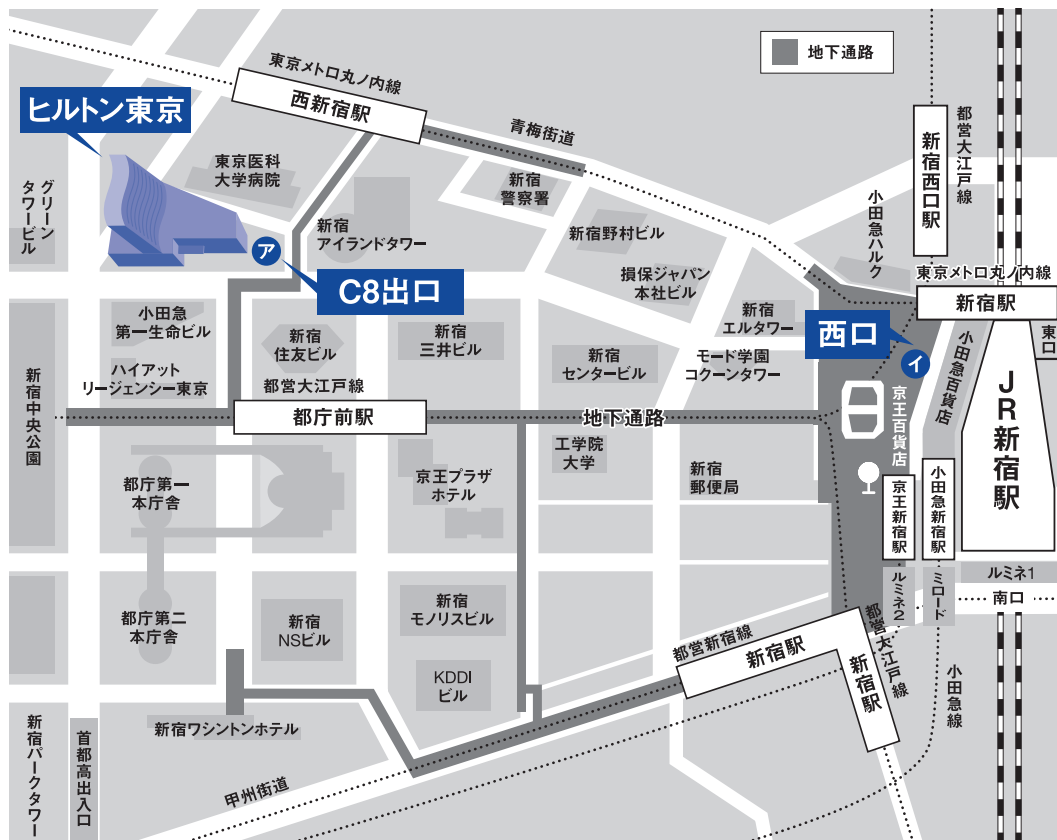 地下通路
東京メトロ丸ノ内線
西新宿駅
ヒルトン東京
青梅街道
都営大江戸線
新宿西口駅
東京医科
大学病院
新宿
警察署
グリーン
タワービル
新宿
アイランドタワー
新宿野村ビル
小田急ハルク
ア
C8出口
損保ジャパン
本社ビル
東京メトロ丸ノ内線
新宿駅
小田急
第一生命ビル
新宿
住友ビル
新宿
三井ビル
新宿
エルタワー
西口
イ
東口
小田急百貨店
新宿
センタービル
モード学園
コクーンタワー
ハイアット
リージェンシー東京
都営大江戸線
JR新宿駅
新宿中央公園
都庁前駅
地下通路
京王百貨店
工学院
大学
都庁第一
本庁舎
京王プラザ
ホテル
新宿
郵便局
京王新宿駅
小田急新宿駅
ルミネ1
ルミネ2
ミロード
南口
都庁第二
本庁舎
新宿
NSビル
新宿
モノリスビル
都営新宿線
新宿駅
都営大江戸線
新宿駅
KDDI
ビル
小田急線
新宿ワシントンホテル
新宿パークタワー
首都高出入口
甲州街道